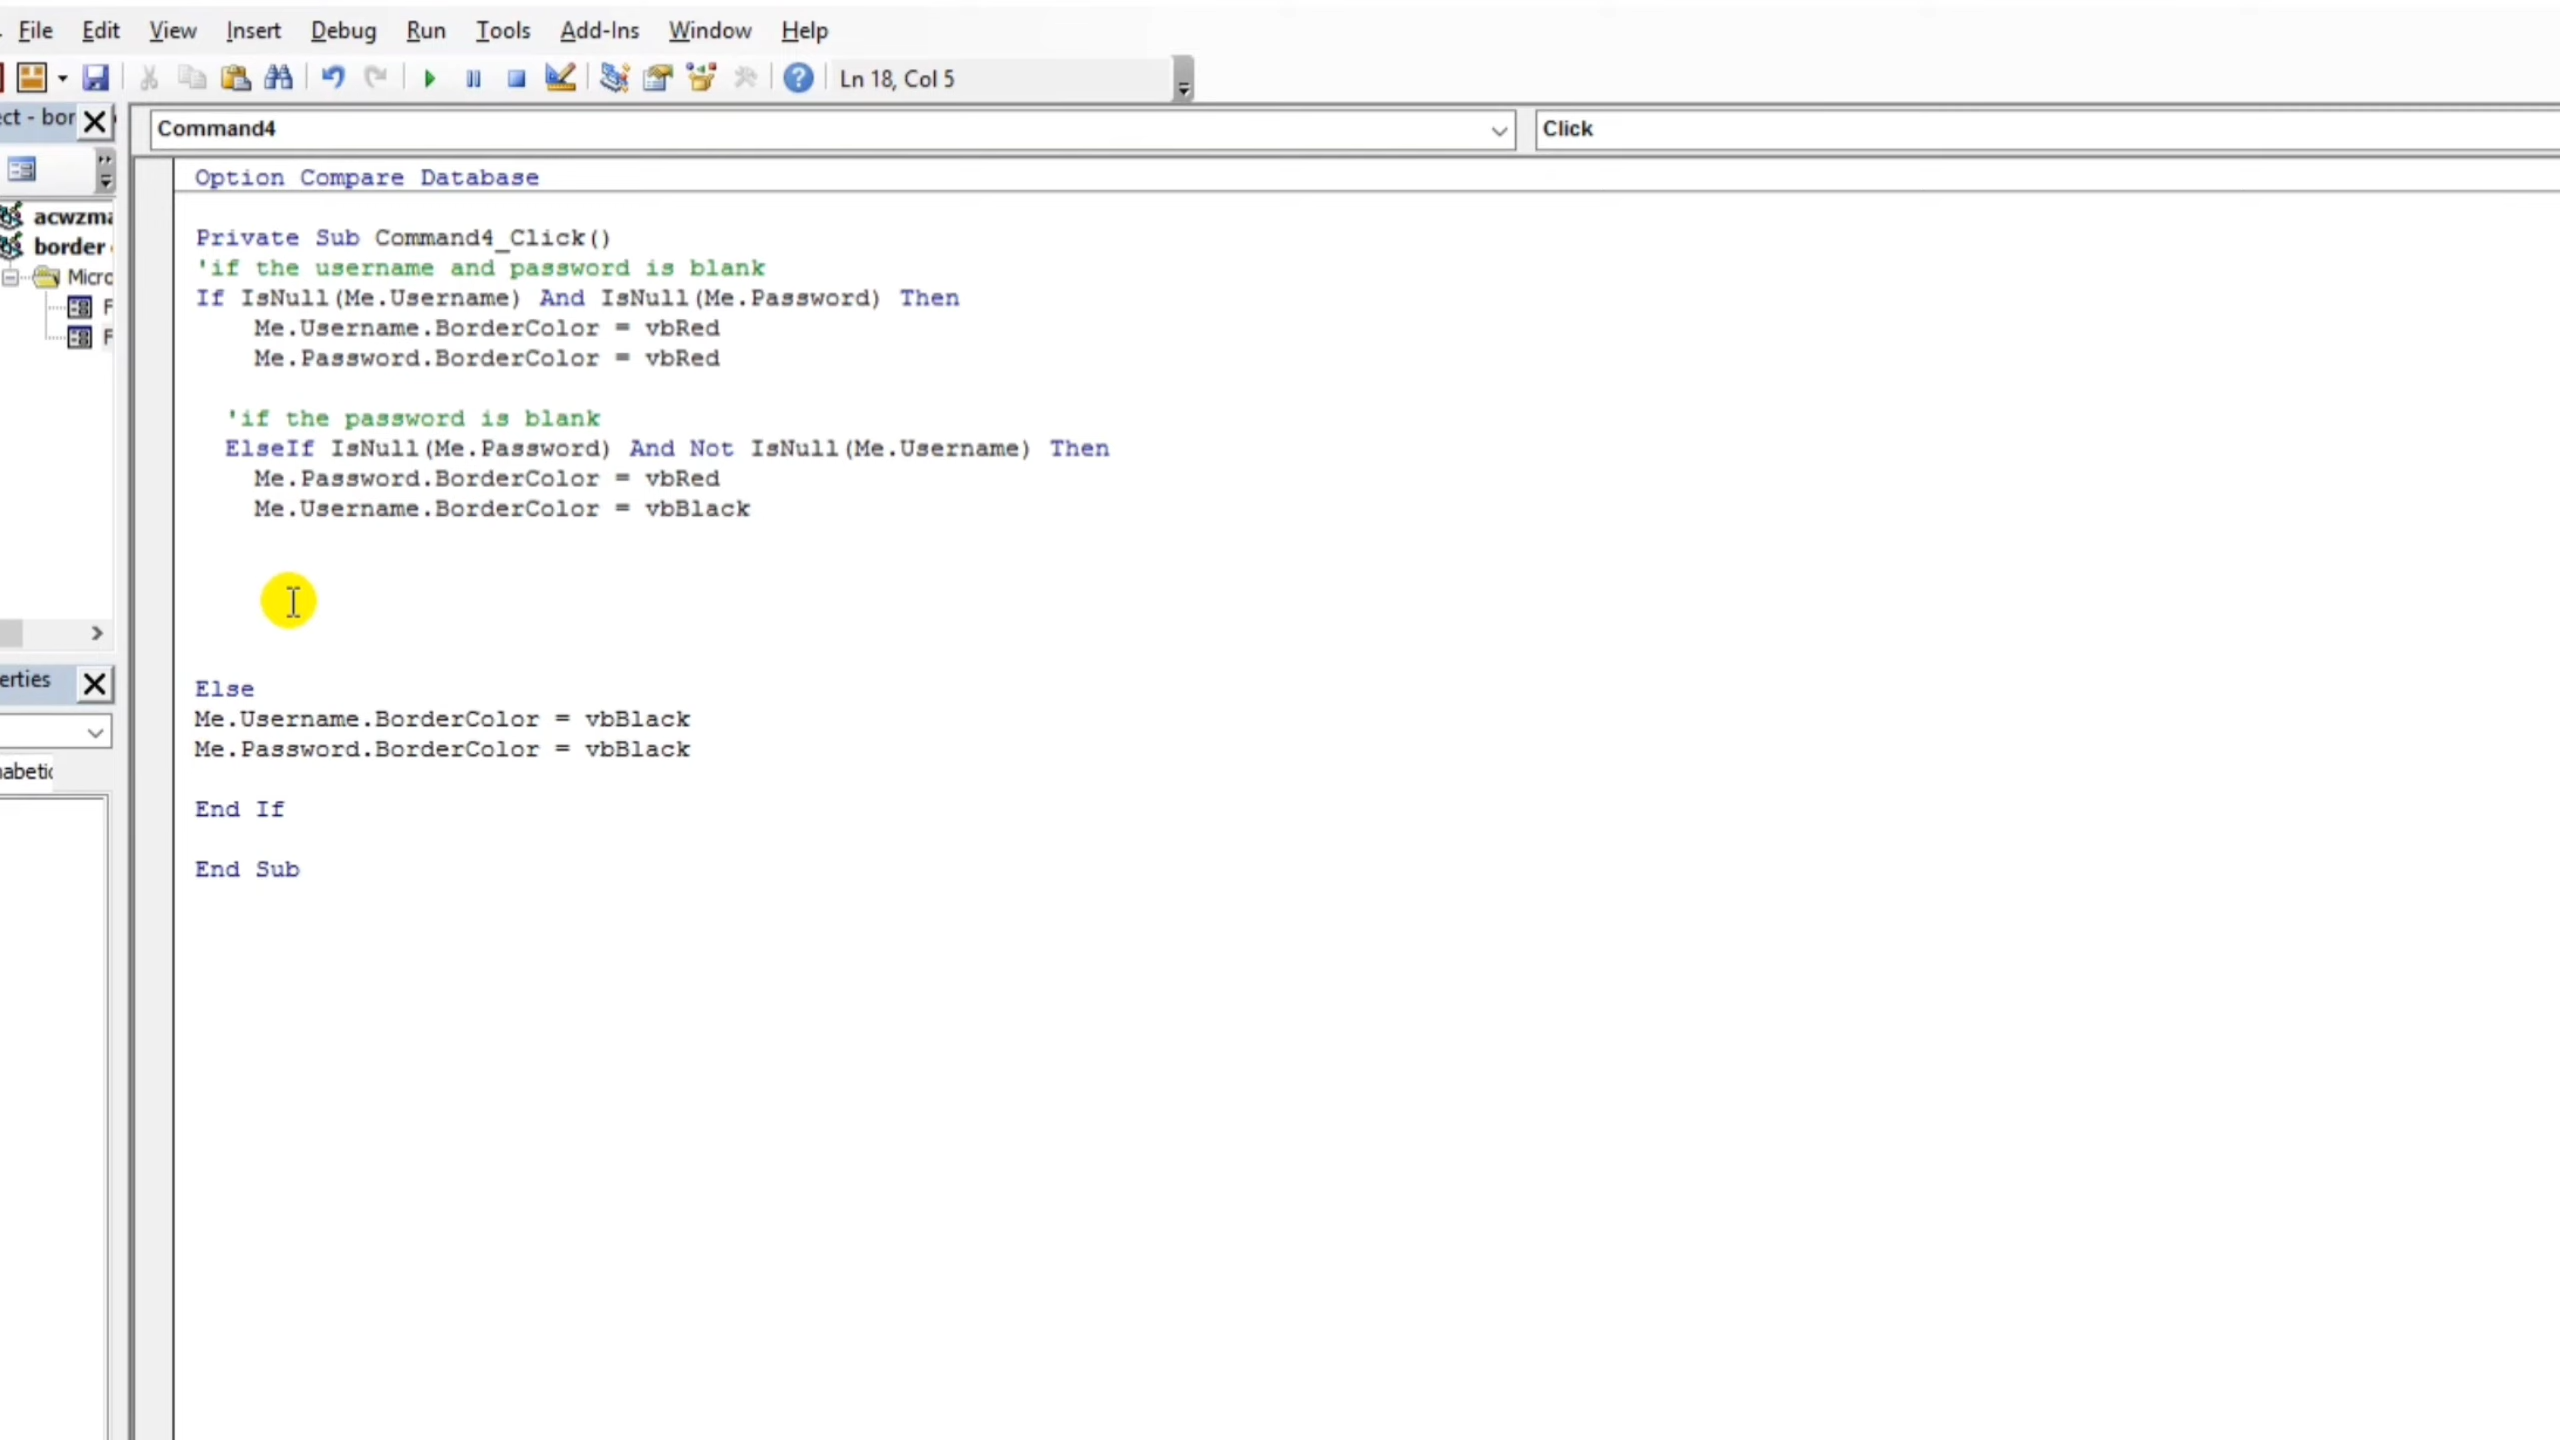 File Edit View Insert Debug Run Tools Add-Ins Window Help
Ln 18, Col 5
ect - bor
Command4
Click
acwzma
border
Micro
F
F
erties
abetic
Option Compare Database
Private Sub Command4_Click()
'if the username and password is blank
If IsNull(Me.Username) And IsNull(Me.Password) Then
Me.Username.BorderColor = vbRed
Me.Password.BorderColor = vbRed
'if the password is blank
ElseIf IsNull(Me.Password) And Not IsNull(Me.Username) Then
Me.Password.BorderColor = vbRed
Me.Username.BorderColor = vbBlack
Else
Me.Username.BorderColor = vbBlack
Me.Password.BorderColor = vbBlack
End If
End Sub